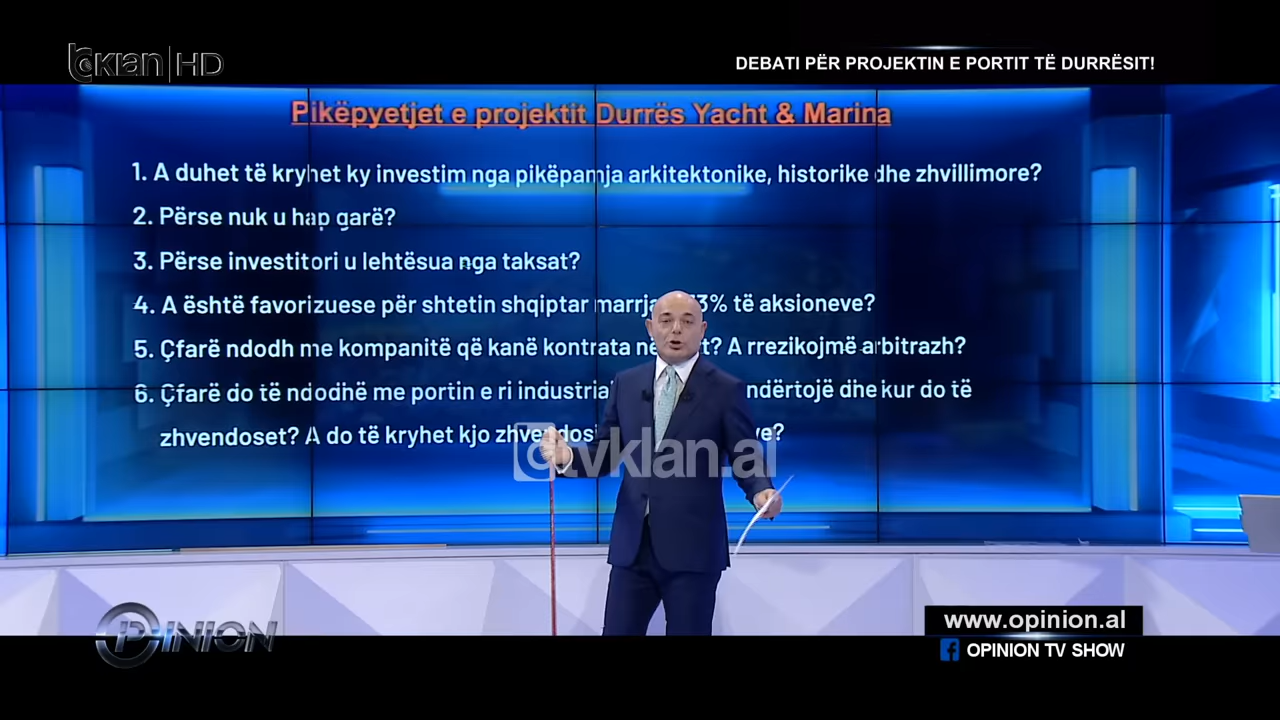 tvklan HD
DEBATI PËR PROJEKTIN E PORTIT TË DURRËSIT!
Pikëpyetjet e projektit Durrës Yacht & Marina
1. A duhet të kryhet ky investim nga pikëpamja arkitektonike, historike dhe zhvillimore?
2. Përse nuk u hap garë?
3. Përse investitori u lehtësua nga taksat?
4. A është favorizuese për shtetin shqiptar 3% të aksioneve?
5. Çfarë ndodh me kompanitë që kanë kontrata A rrezikojmë arbitrazh?
6. Çfarë do të ndodhë me portin e ri ndërtojë dhe kur do të
zhvendoset? A do të kryhet kjo
tvklan.al
OPINION
www.opinion.al
OPINION TV SHOW